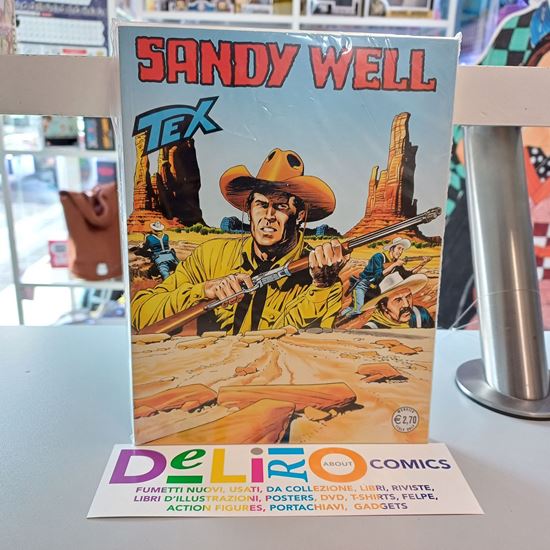 SANDY WELL
TEX
MENSILE
€ 2,70
DeLiRiO ABOUT COMICS
FUMETTI NUOVI, USATI, DA COLLEZIONE, LIBRI, RIVISTE,
LIBRI D'ILLUSTRAZIONI, POSTERS, DVD, T-SHIRTS, FELPE,
ACTION FIGURES, PORTACHIAVI, GADGETS